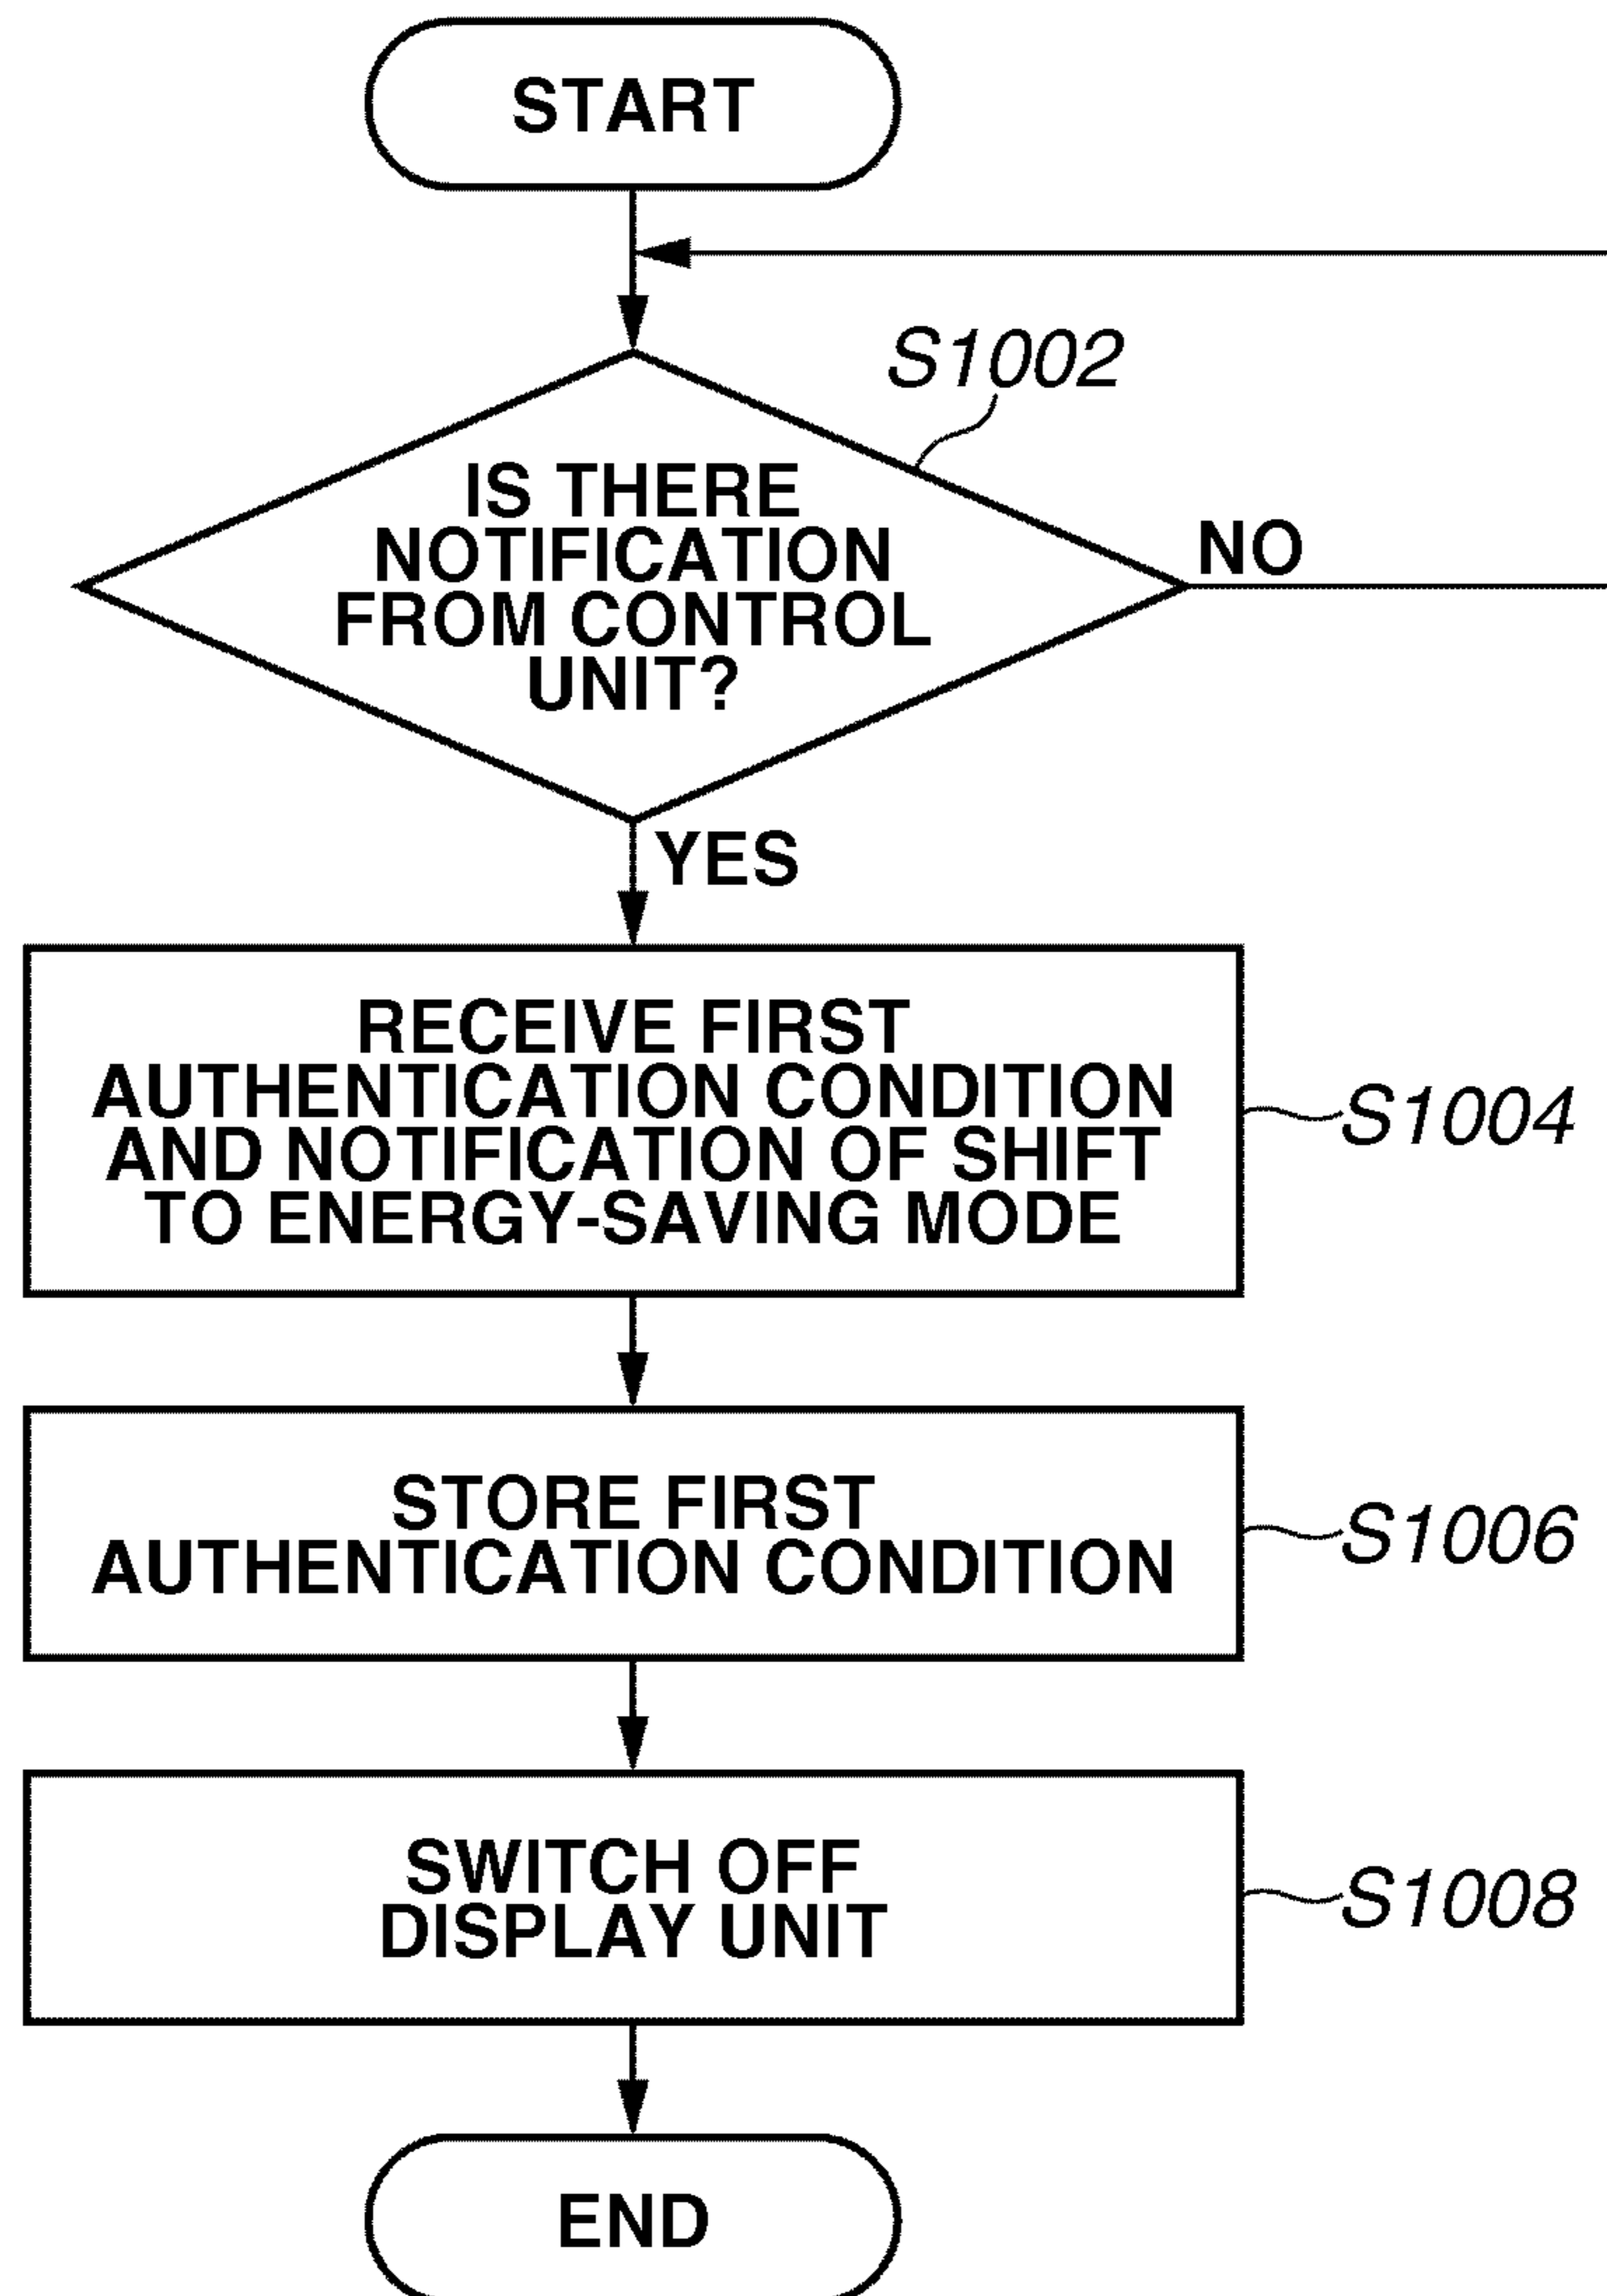 START
S1002
IS THERE
NOTIFICATION
FROM CONTROL
UNIT?
NO
YES
RECEIVE FIRST
AUTHENTICATION CONDITION
AND NOTIFICATION OF SHIFT
TO ENERGY-SAVING MODE
S1004
STORE FIRST
AUTHENTICATION CONDITION
S1006
SWITCH OFF
DISPLAY UNIT
S1008
END